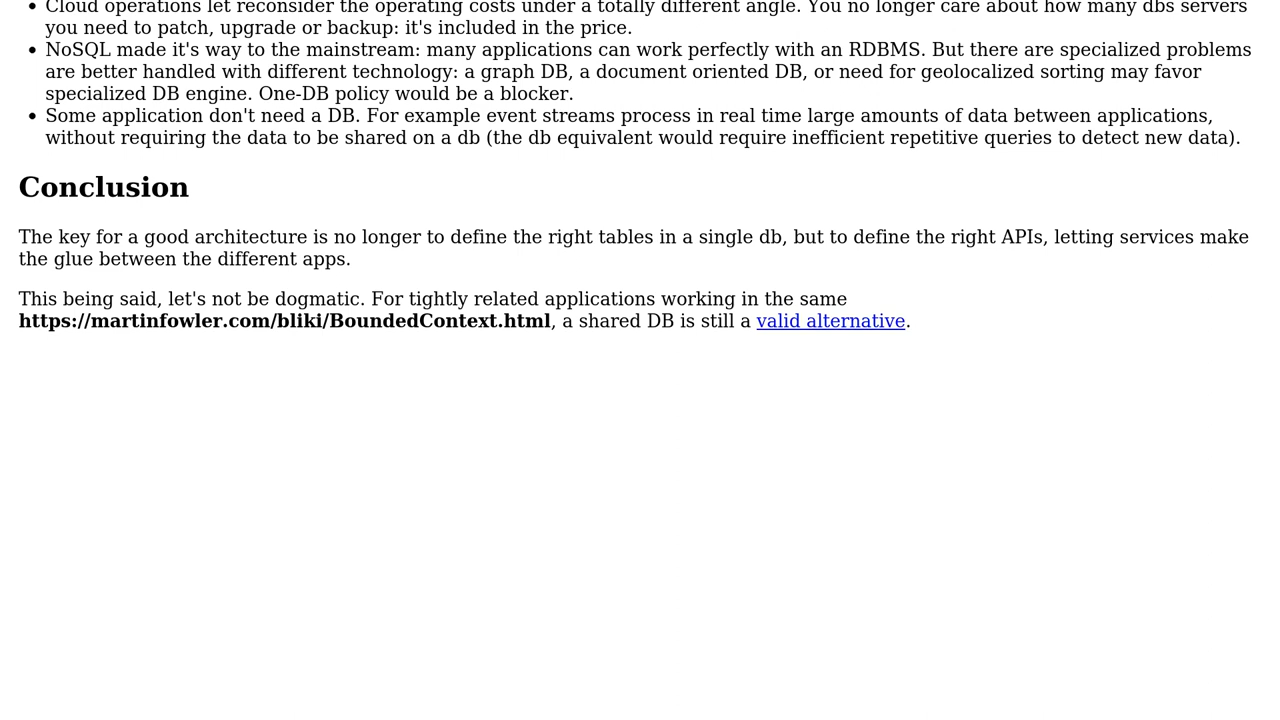 Cloud operations let reconsider the operating costs under a totally different angle. You no longer care about how many dbs servers
you need to patch, upgrade or backup: it's included in the price.
NoSQL made it's way to the mainstream: many applications can work perfectly with an RDBMS. But there are specialized problems
are better handled with different technology: a graph DB, a document oriented DB, or need for geolocalized sorting may favor
specialized DB engine. One-DB policy would be a blocker.
Some application don't need a DB. For example event streams process in real time large amounts of data between applications,
without requiring the data to be shared on a db (the db equivalent would require inefficient repetitive queries to detect new data).
Conclusion
The key for a good architecture is no longer to define the right tables in a single db, but to define the right APIs, letting services make
the glue between the different apps.
This being said, let's not be dogmatic. For tightly related applications working in the same
https://martinfowler.com/bliki/BoundedContext.html, a shared DB is still a valid alternative.